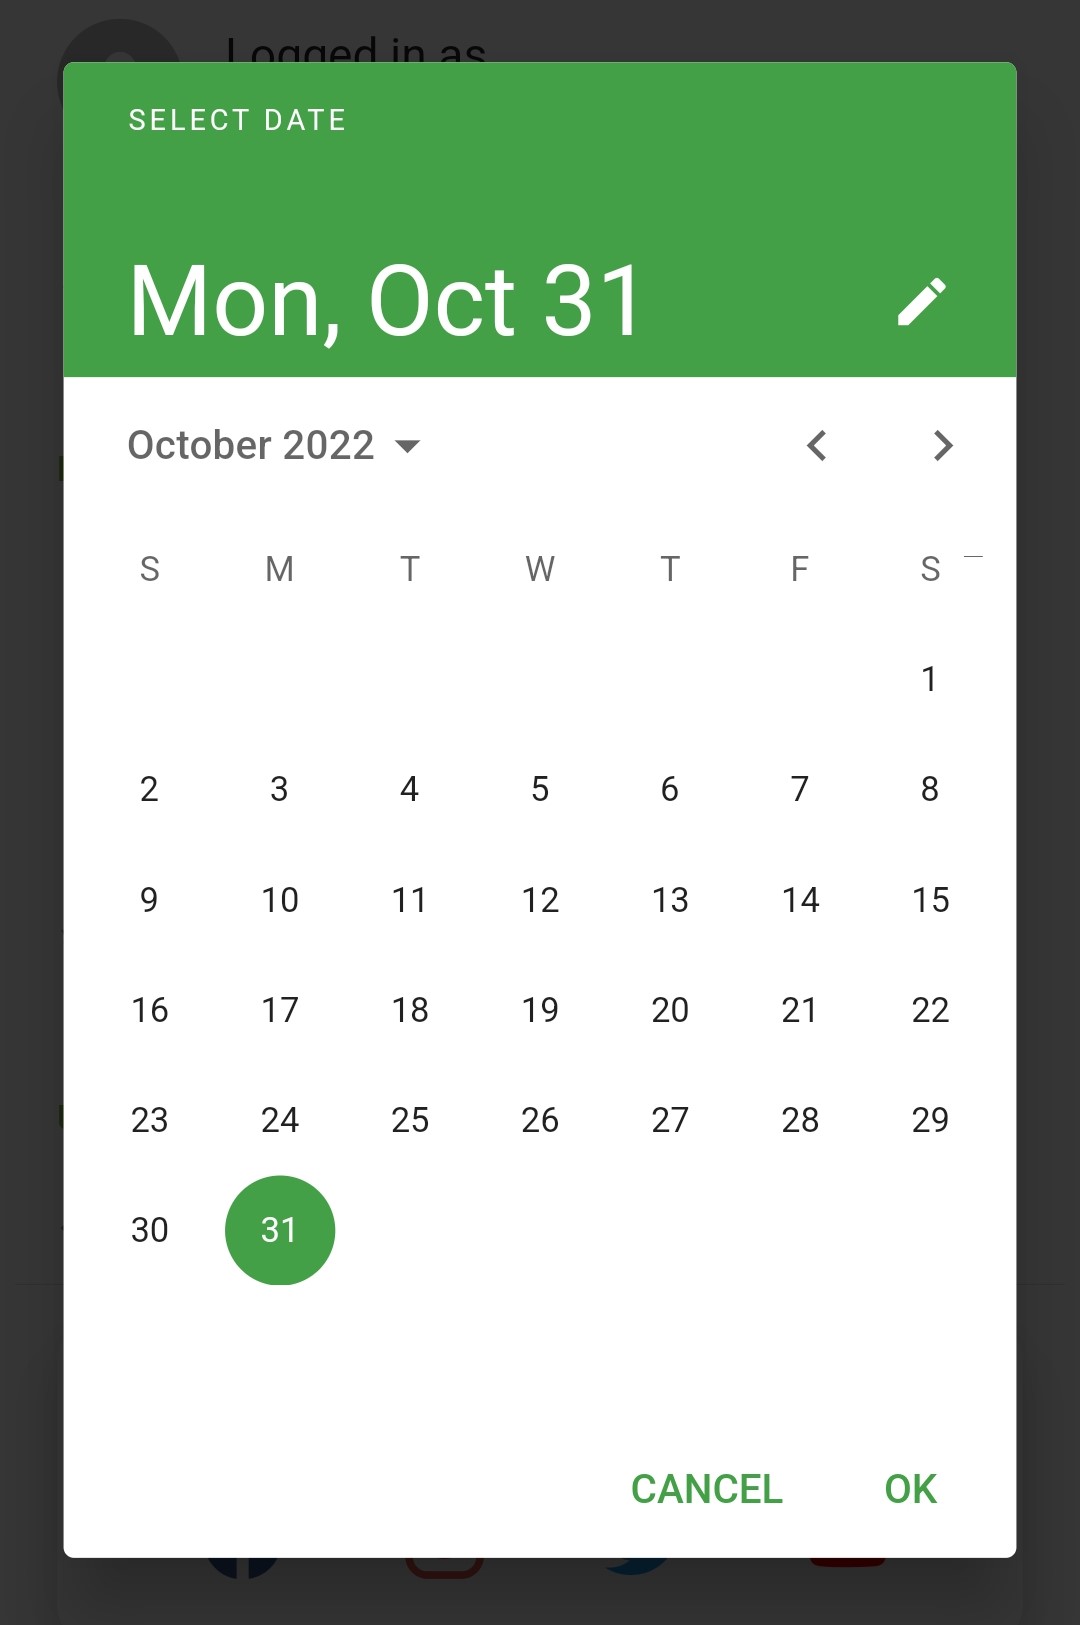 Logged in as
SELECT DATE
Mon, Oct 31
October 2022
S M T W T F S
1
2 3 4 5 6 7 8
9 10 11 12 13 14 15
16 17 18 19 20 21 22
23 24 25 26 27 28 29
30 31
CANCEL OK